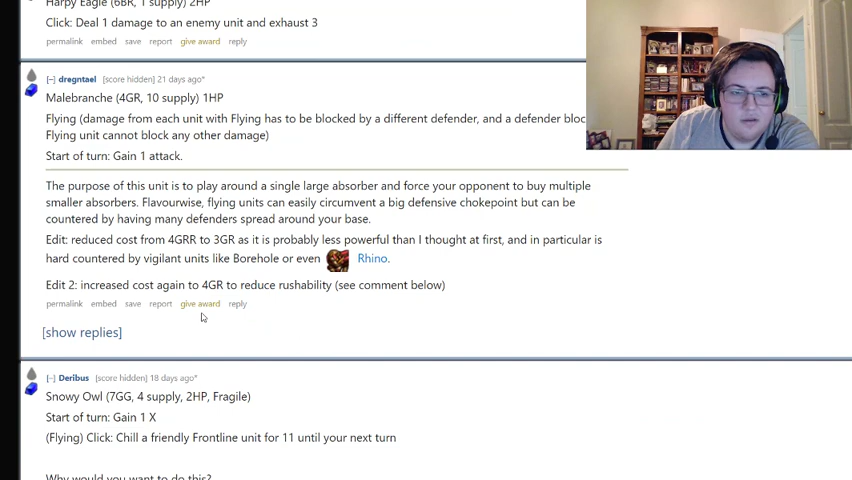 Harpy Eagle (6BR, 1 supply) 2HP
Click: Deal 1 damage to an enemy unit and exhaust 3
permalink embed save report give award reply
[–] dregntael [score hidden] 21 days ago*
Malebranche (4GR, 10 supply) 1HP
Flying (damage from each unit with Flying has to be blocked by a different defender, and a defender
Flying unit cannot block any other damage)
Start of turn: Gain 1 attack.
The purpose of this unit is to play around a single large absorber and force your opponent to buy multiple
smaller absorbers. Flavourwise, flying units can easily circumvent a big defensive chokepoint but can be
countered by having many defenders spread around your base.
Edit: reduced cost from 4GRR to 3GR as it is probably less powerful than I thought at first, and in particular is
hard countered by vigilant units like Borehole or even Rhino.
Edit 2: increased cost again to 4GR to reduce rushability (see comment below)
permalink embed save report give award reply
[show replies]
[–] Deribus [score hidden] 18 days ago*
Snowy Owl (7GG, 4 supply, 2HP, Fragile)
Start of turn: Gain 1 X
(Flying) Click: Chill a friendly Frontline unit for 11 until your next turn
Why would you want to do this?